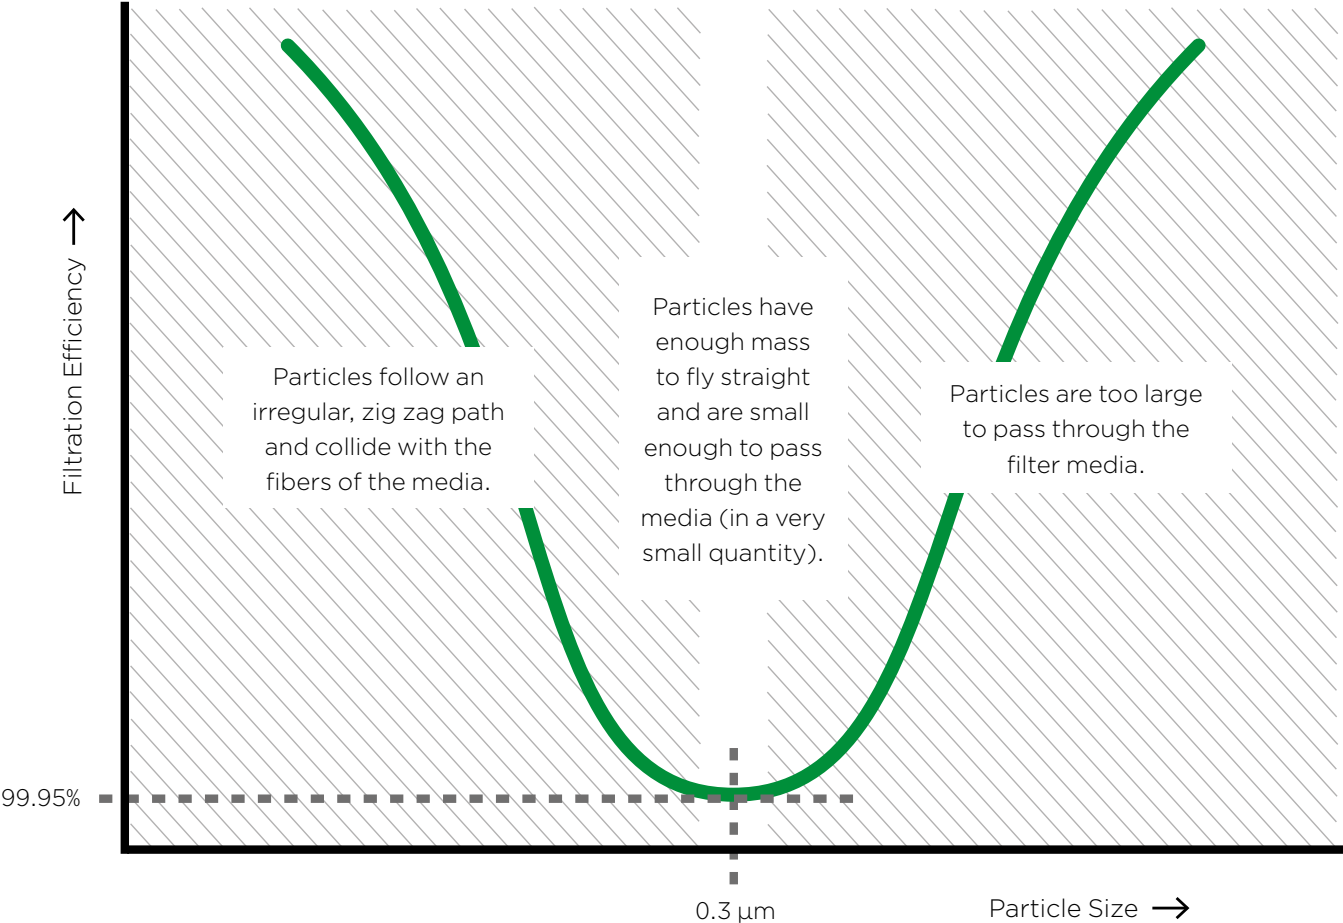 Filtration Efficiency →
Particles follow an
irregular, zig zag path
and collide with the
fibers of the media.
Particles have
enough mass
to fly straight
and are small
enough to pass
through the
media (in a very
small quantity).
Particles are too large
to pass through the
filter media.
99.95%
0.3 μm
Particle Size →